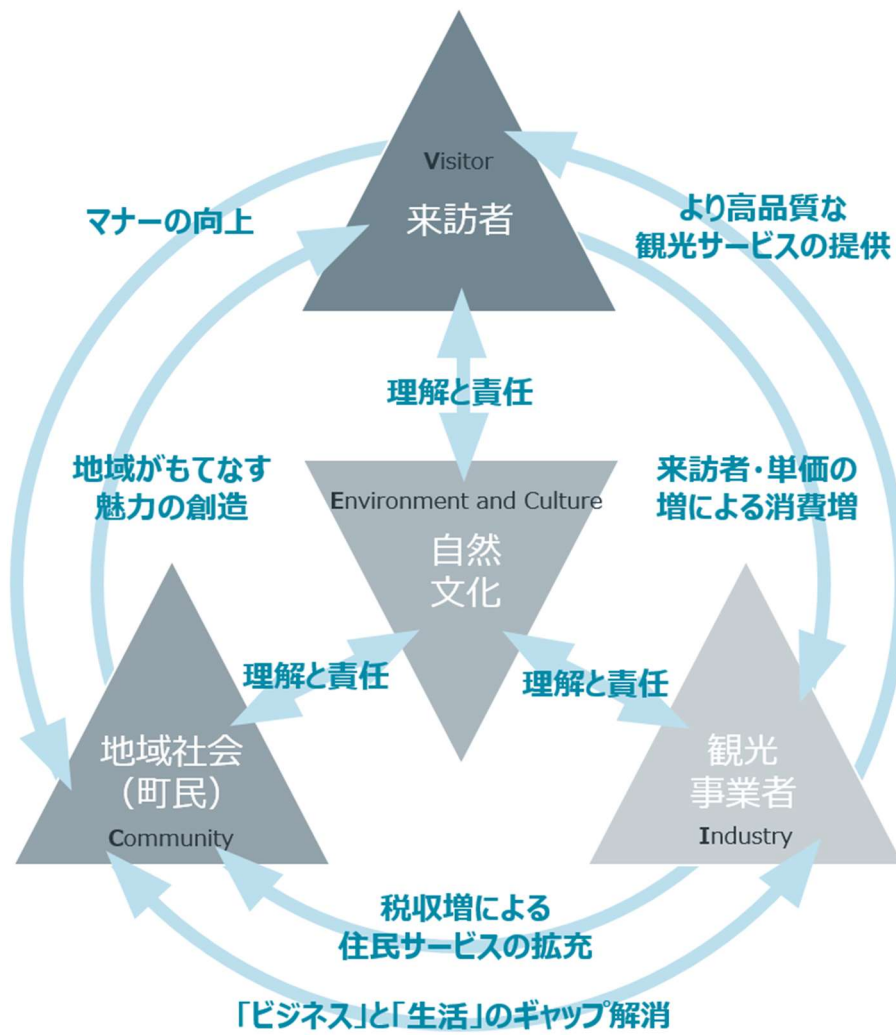 Visitor
来訪者
マナーの向上
より高品質な
観光サービスの提供
理解と責任
地域がもてなす
魅力の創造
来訪者・単価の
増による消費増
Environment and Culture
自然
文化
理解と責任
理解と責任
地域社会
（町民）
Community
観光
事業者
Industry
税収増による
住民サービスの拡充
「ビジネス」と「生活」のギャップ解消